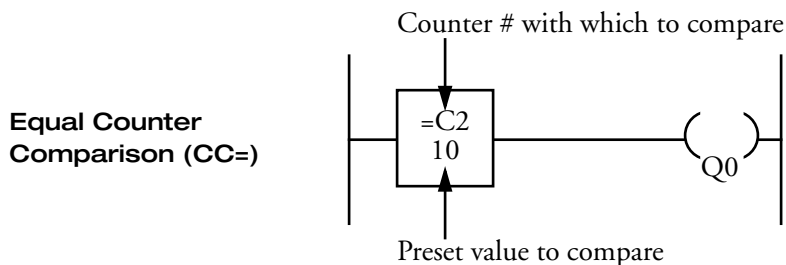 Counter # with which to compare
Equal Counter
Comparison (CC=)
=C2
10
Q0
Preset value to compare